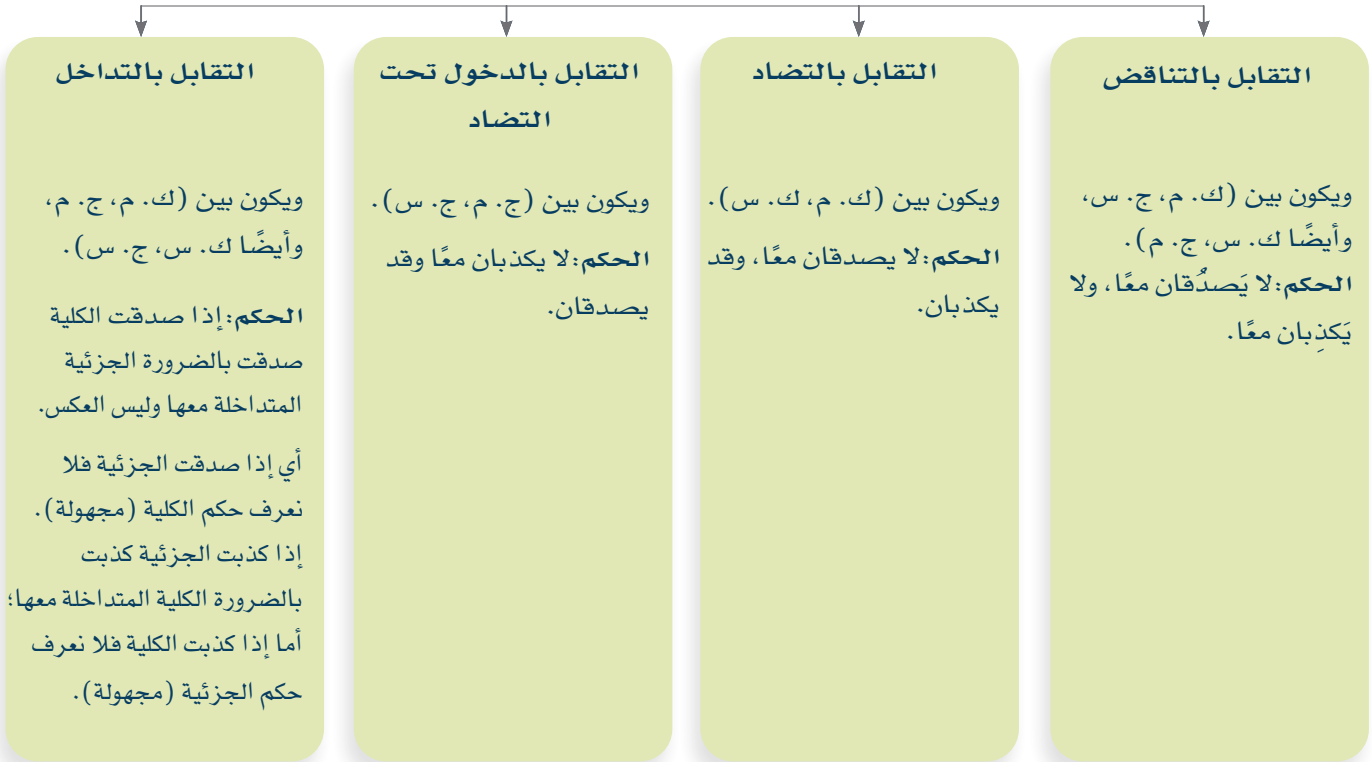 التقابل بالتناقض
ويكون بين (ك. م، ج. س،
وأيضًا ك. س، ج. م).
الحكم: لا يَصدُقان معًا، ولا
يَكذِبان معًا.
التقابل بالتضاد
ويكون بين (ك. م، ك. س).
الحكم: لا يصدقان معًا، وقد
يكذبان.
التقابل بالدخول تحت
التضاد
ويكون بين (ج. م، ج. س).
الحكم: لا يكذبان معًا وقد
يصدقان.
التقابل بالتداخل
ويكون بين (ك. م، ج. م،
وأيضًا ك. س، ج. س).
الحكم: إذا صدقت الكلية
صدقت بالضرورة الجزئية
المتداخلة معها وليس العكس.
أي إذا صدقت الجزئية فلا
نعرف حكم الكلية (مجهولة).
إذا كذبت الجزئية كذبت
بالضرورة الكلية المتداخلة معها؛
أما إذا كذبت الكلية فلا نعرف
حكم الجزئية (مجهولة).